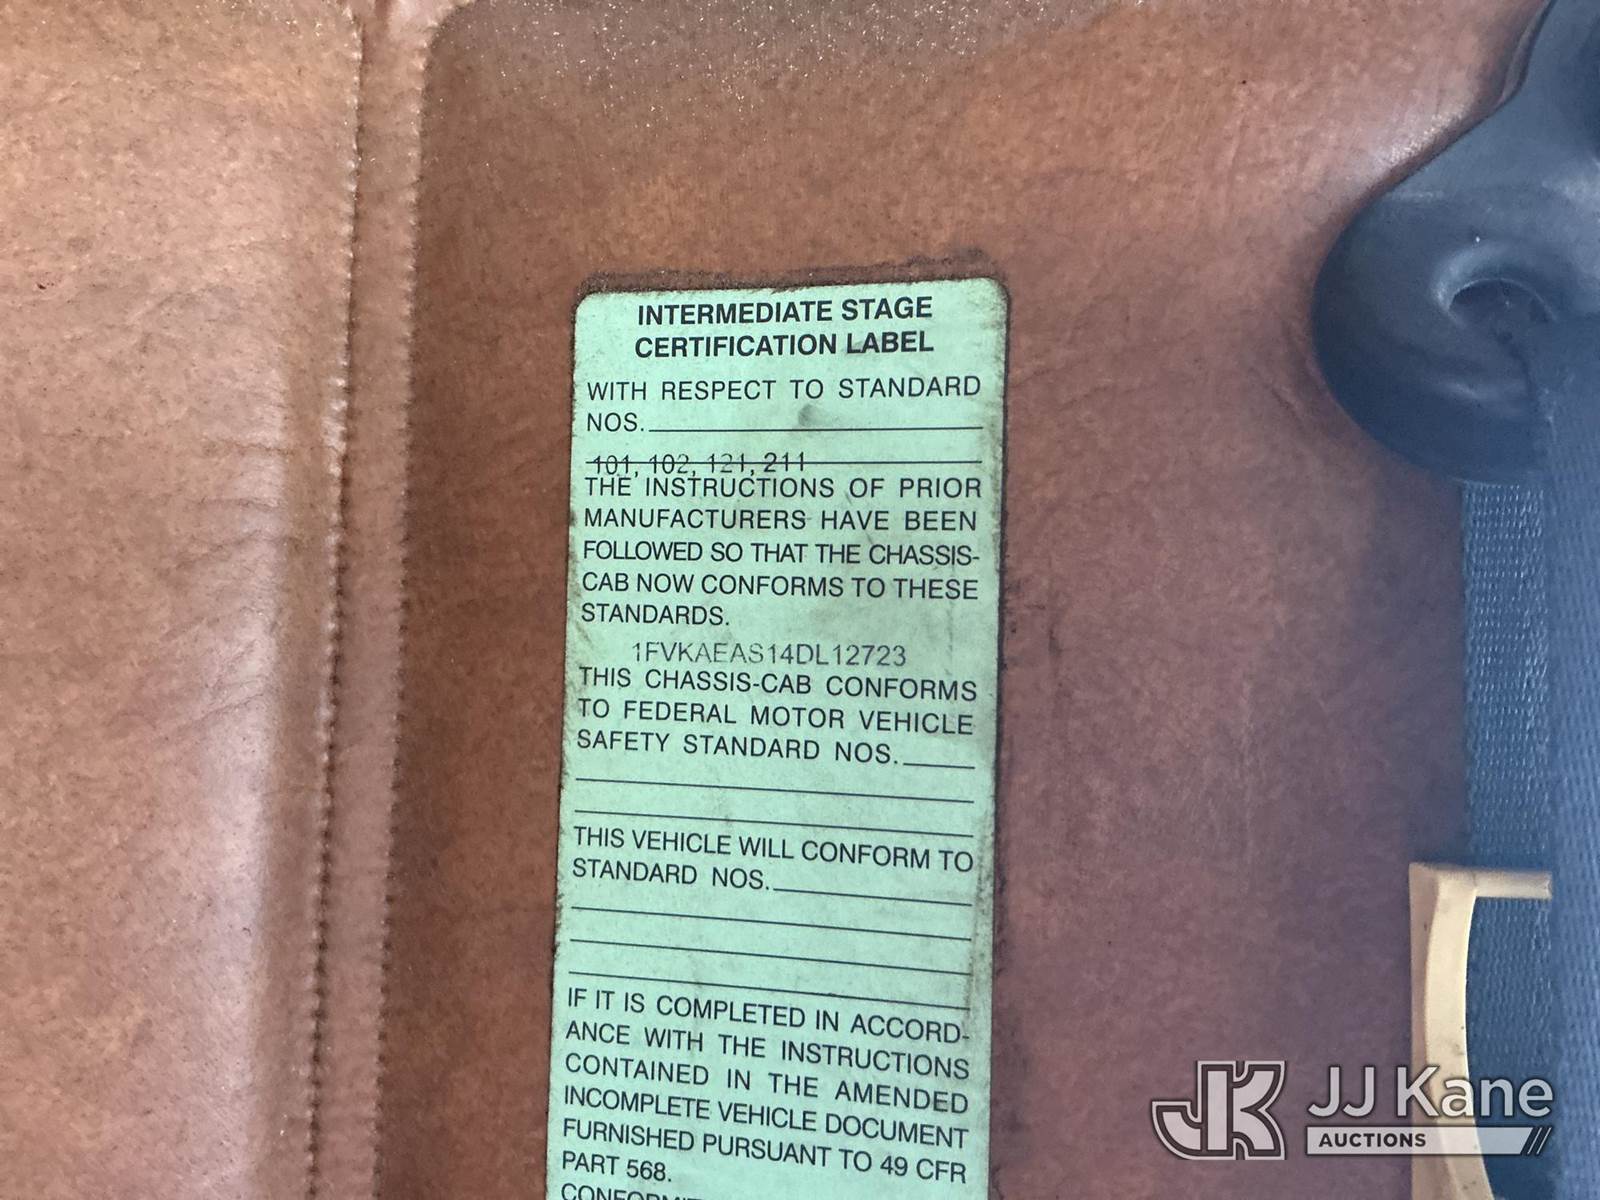 INTERMEDIATE STAGE
CERTIFICATION LABEL
WITH RESPECT TO STANDARD
NOS.
101, 102, 121, 211
THE INSTRUCTIONS OF PRIOR
MANUFACTURERS HAVE BEEN
FOLLOWED SO THAT THE CHASSIS-
CAB NOW CONFORMS TO THESE
STANDARDS.
1FVKAEAS14DL12723
THIS CHASSIS-CAB CONFORMS
TO FEDERAL MOTOR VEHICLE
SAFETY STANDARD NOS.
THIS VEHICLE WILL CONFORM TO
STANDARD NOS.
IF IT IS COMPLETED IN ACCORD-
ANCE WITH THE INSTRUCTIONS
CONTAINED IN THE AMENDED
INCOMPLETE VEHICLE DOCUMENT
FURNISHED PURSUANT TO 49 CFR
PART 568.
JK JJ Kane
AUCTIONS